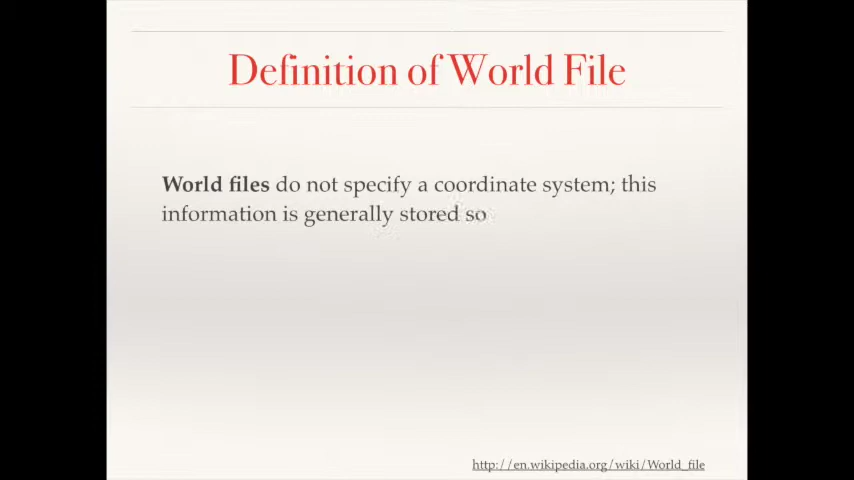 Definition of World File
World files do not specify a coordinate system; this
information is generally stored so
http://en.wikipedia.org/wiki/World_file